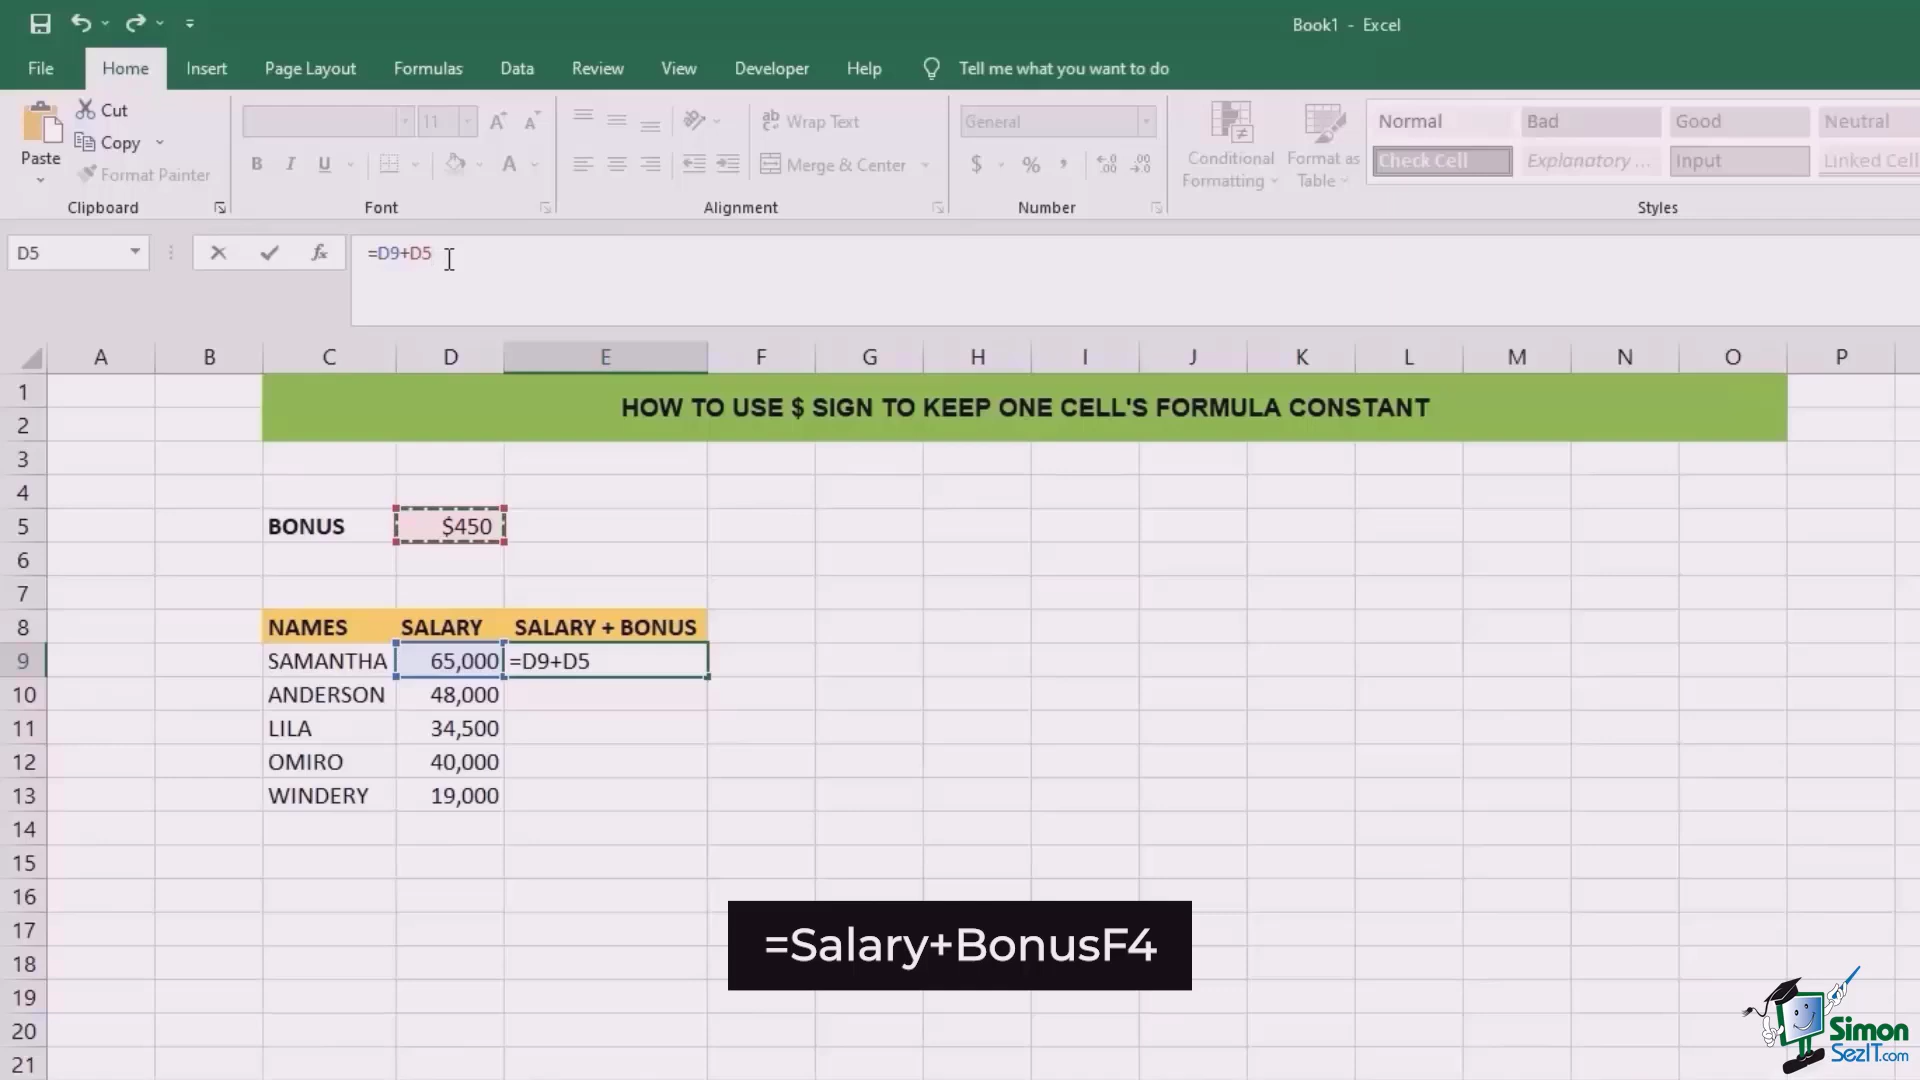 Book1 - Excel
File Home Insert Page Layout Formulas Data Review View Developer Help Tell me what you want to do
Paste
Cut
Copy
Format Painter
Clipboard
11
B I U
Font
Wrap Text
Merge & Center
Alignment
General
$ % ,
Number
Conditional
Formatting
Format as
Table
Normal Bad Good Neutral
Check Cell Explanatory ... Input Linked Cell
Styles
D5 fx =D9+D5
A B C D E F G H I J K L M N O P
1 HOW TO USE $ SIGN TO KEEP ONE CELL'S FORMULA CONSTANT
2
3
4
5 BONUS $450
6
7
8 NAMES SALARY SALARY + BONUS
9 SAMANTHA 65,000 =D9+D5
10 ANDERSON 48,000
11 LILA 34,500
12 OMIRO 40,000
13 WINDERY 19,000
14
15
16
17
18
19
20
21
=Salary+BonusF4
Simon
SezIT.com